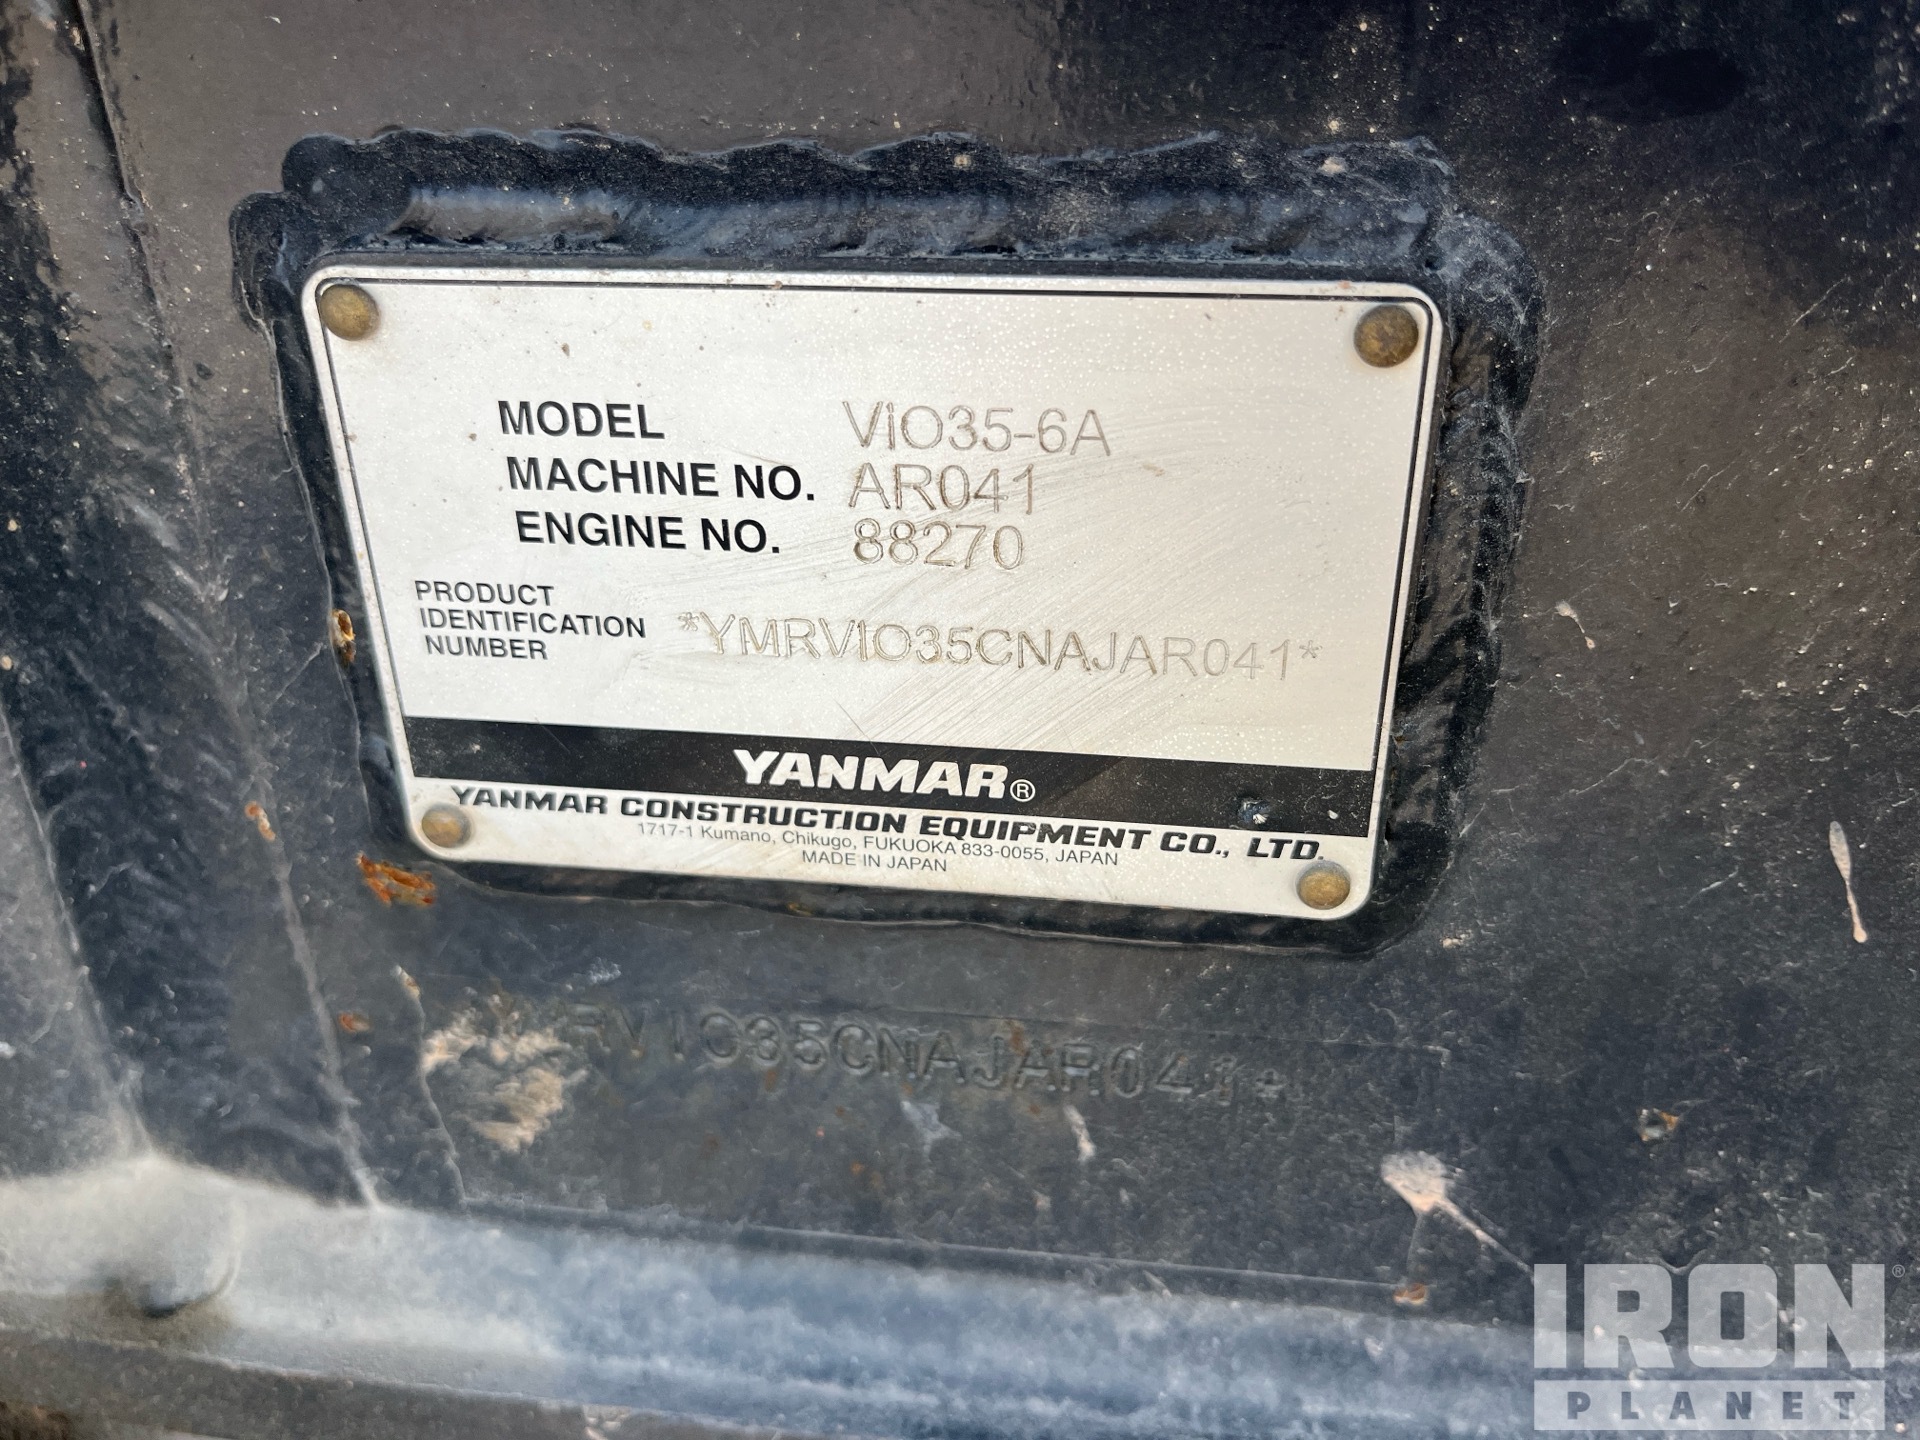 MODEL ViO35-6A
MACHINE NO. AR041
ENGINE NO. 88270
PRODUCT
IDENTIFICATION
NUMBER
*YMRVIO35CNAJAR041*
YANMAR®
YANMAR CONSTRUCTION EQUIPMENT CO., LTD.
1717-1 Kumano, Chikugo, FUKUOKA 833-0055, JAPAN
MADE IN JAPAN
RVIO35CNAJAR041*
IRON®
PLANET